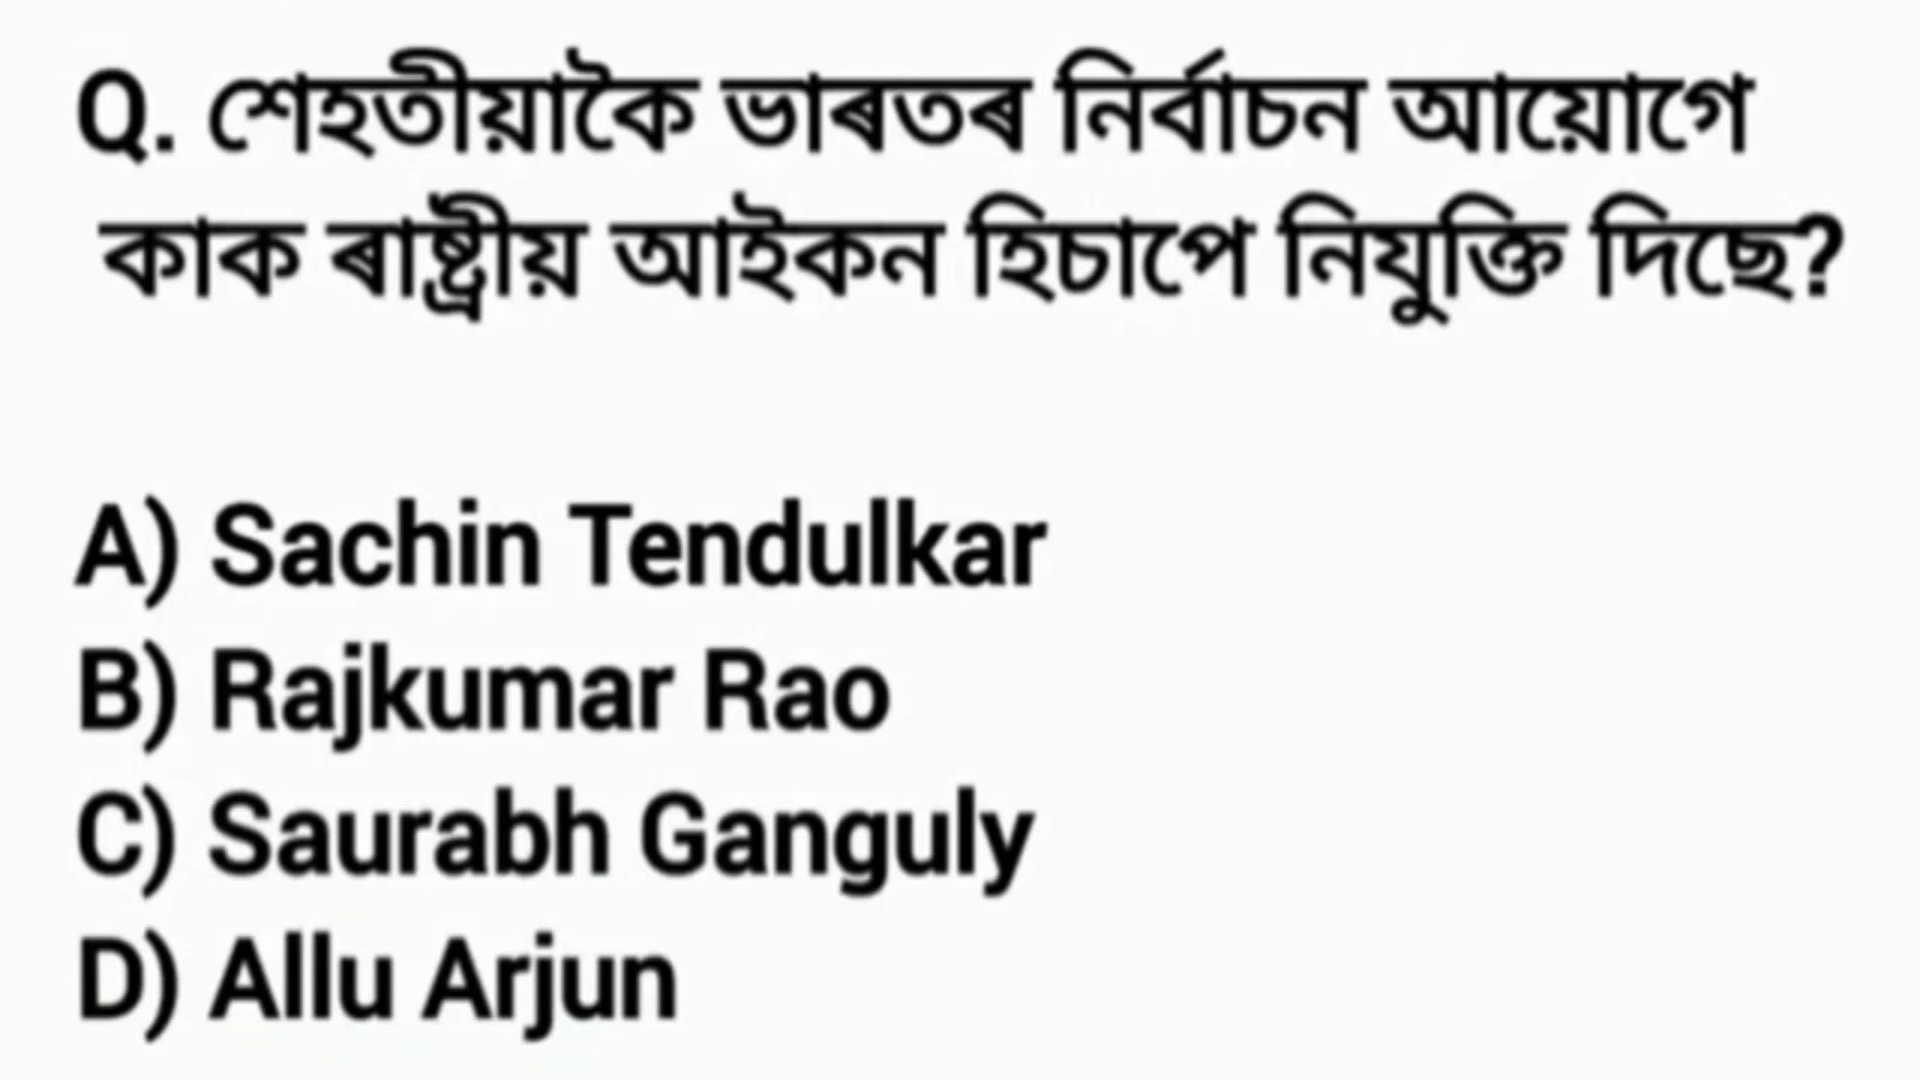 Q. শেহতীয়াকৈ ভাৰতৰ নিৰ্বাচন আয়োগে
কাক ৰাষ্ট্ৰীয় আইকন হিচাপে নিযুক্তি দিছে?
A) Sachin Tendulkar
B) Rajkumar Rao
C) Saurabh Ganguly
D) Allu Arjun